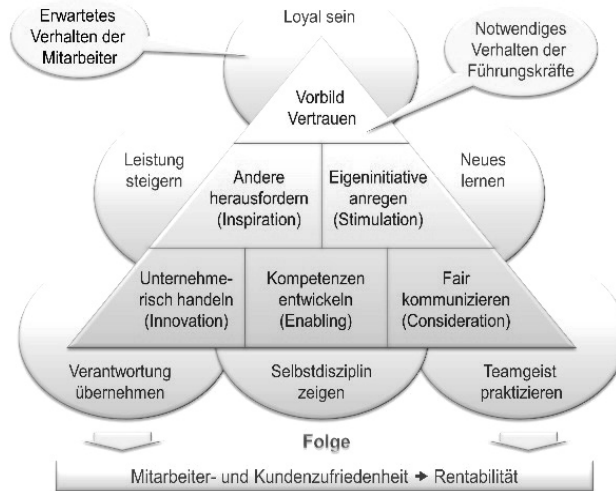 Erwartetes
Verhalten der
Mitarbeiter
Loyal sein
Notwendiges
Verhalten der
Führungskräfte
Vorbild
Vertrauen
Leistung
steigern
Andere
herausfordern
(Inspiration)
Eigeninitiative
anregen
(Stimulation)
Neues
lernen
Unternehme-
risch handeln
(Innovation)
Kompetenzen
entwickeln
(Enabling)
Fair
kommunizieren
(Consideration)
Verantwortung
übernehmen
Selbstdisziplin
zeigen
Teamgeist
praktizieren
Folge
Mitarbeiter- und Kundenzufriedenheit ➔ Rentabilität